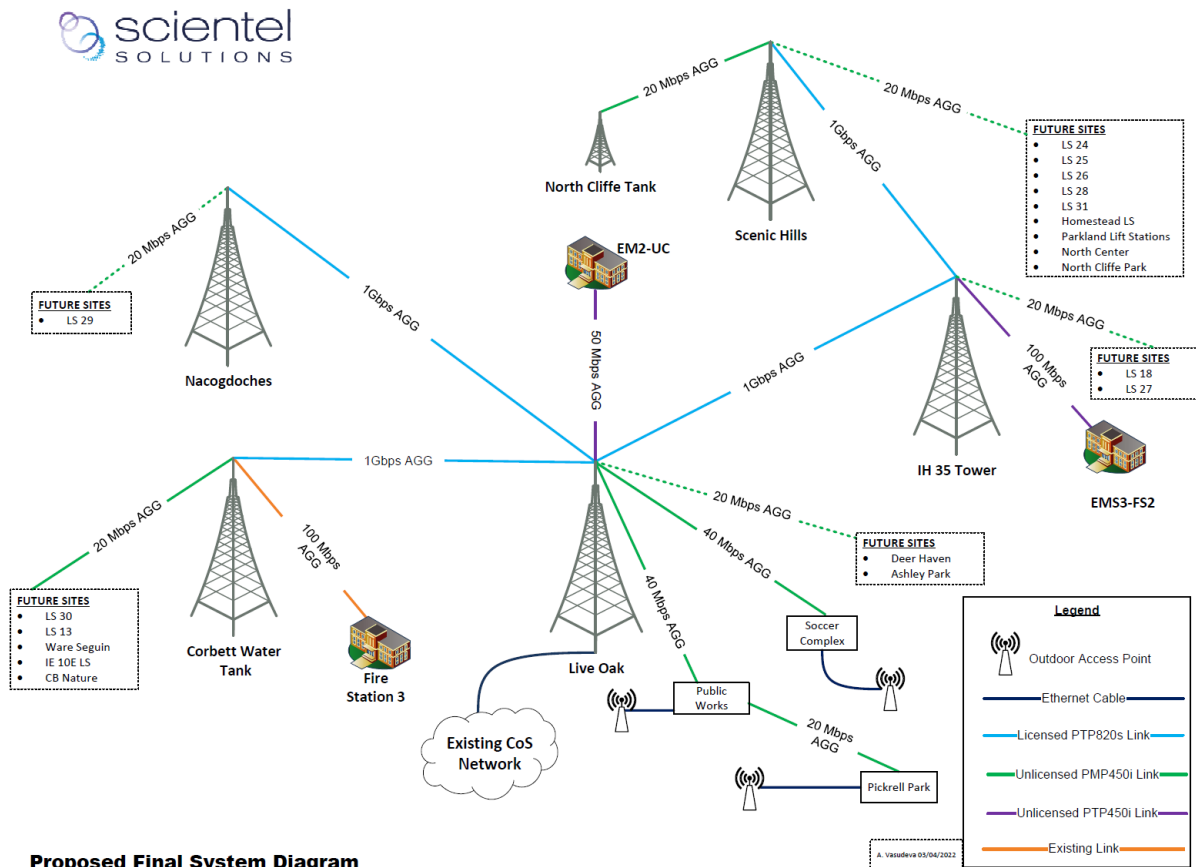 scientel
SOLUTIONS
20 Mbps AGG
20 Mbps AGG
1Gbps AGG
FUTURE SITES
• LS 24
• LS 25
• LS 26
• LS 28
• LS 31
• Homestead LS
• Parkland Lift Stations
• North Center
• North Cliffe Park
North Cliffe Tank
Scenic Hills
20 Mbps AGG
FUTURE SITES
• LS 29
Nacogdoches
1Gbps AGG
EM2-UC
50 Mbps AGG
1Gbps AGG
20 Mbps AGG
100 Mbps
AGG
FUTURE SITES
• LS 18
• LS 27
IH 35 Tower
EMS3-FS2
1Gbps AGG
20 Mbps AGG
100 Mbps
AGG
FUTURE SITES
• LS 30
• LS 13
• Ware Seguin
• IE 10E LS
• CB Nature
Corbett Water
Tank
Fire
Station 3
20 Mbps AGG
40 Mbps AGG
40 Mbps AGG
FUTURE SITES
• Deer Haven
• Ashley Park
Live Oak
Soccer
Complex
Public
Works
20 Mbps
AGG
Pickrell Park
Existing CoS
Network
Legend
Outdoor Access Point
Ethernet Cable
Licensed PTP820s Link
Unlicensed PMP450i Link
Unlicensed PTP450i Link
Existing Link
A. Vasudeva 03/04/2022
Proposed Final System Diagram